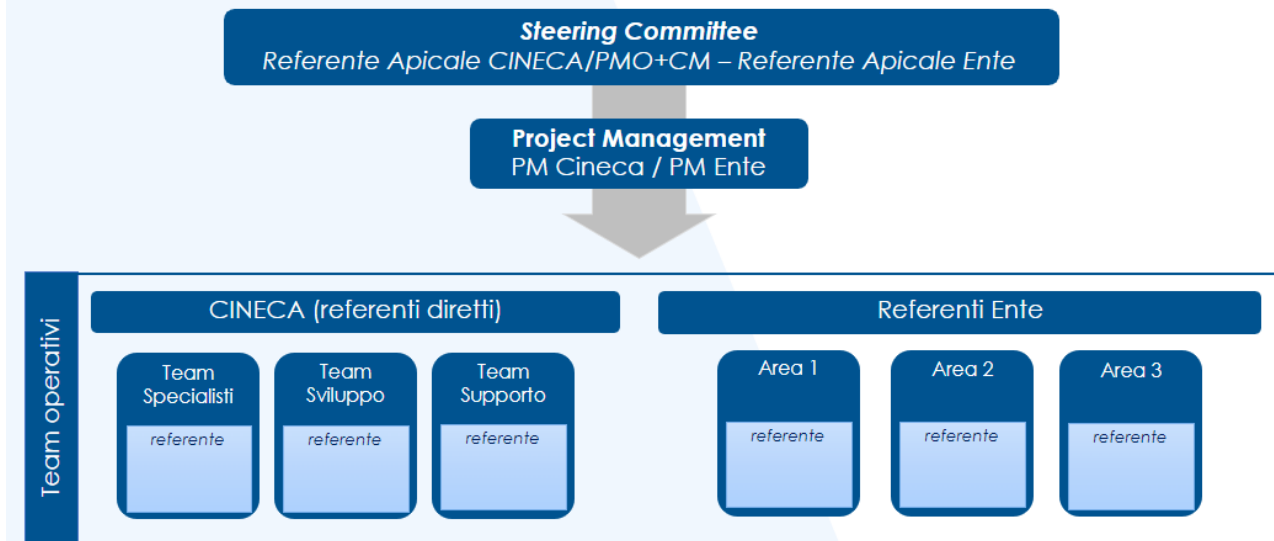 Steering Committee
Referente Apicale CINECA/PMO+CM – Referente Apicale Ente
Project Management
PM Cineca / PM Ente
Team operativi
CINECA (referenti diretti)
Team
Specialisti
referente
Team
Sviluppo
referente
Team
Supporto
referente
Referenti Ente
Area 1
referente
Area 2
referente
Area 3
referente